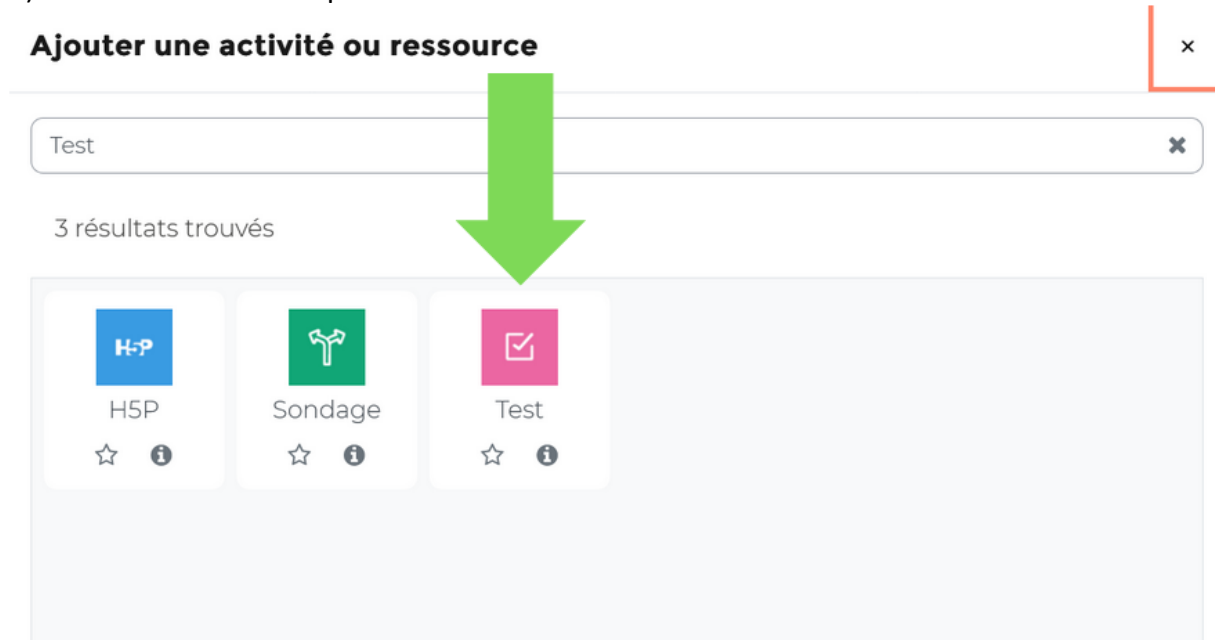 Ajouter une activité ou ressource
×
Test
✖
3 résultats trouvés
H5P
H5P Sondage Test